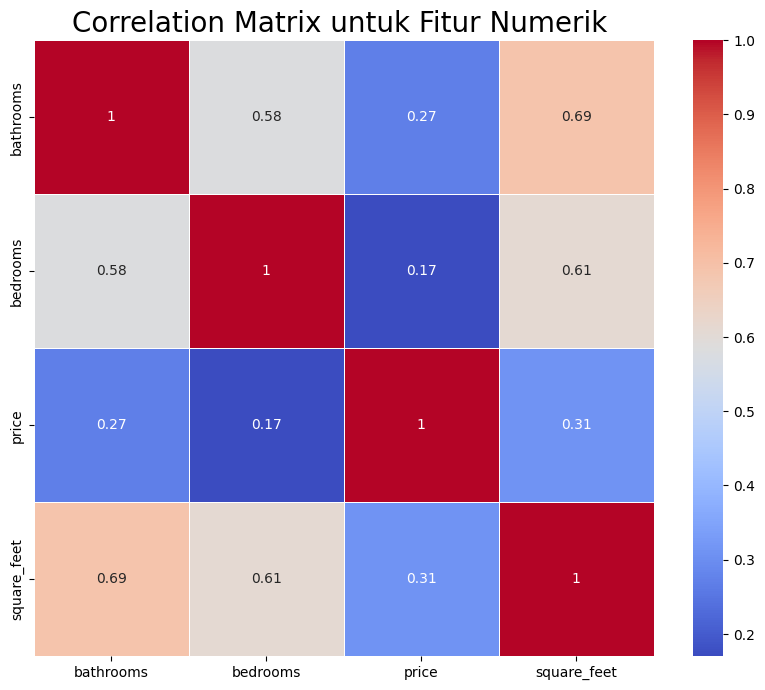 Correlation Matrix untuk Fitur Numerik
bathrooms
1
0.58
0.27
0.69
bedrooms
0.58
1
0.17
0.61
price
0.27
0.17
1
0.31
square_feet
0.69
0.61
0.31
1
bathrooms
bedrooms
price
square_feet
1.0
0.9
0.8
0.7
0.6
0.5
0.4
0.3
0.2